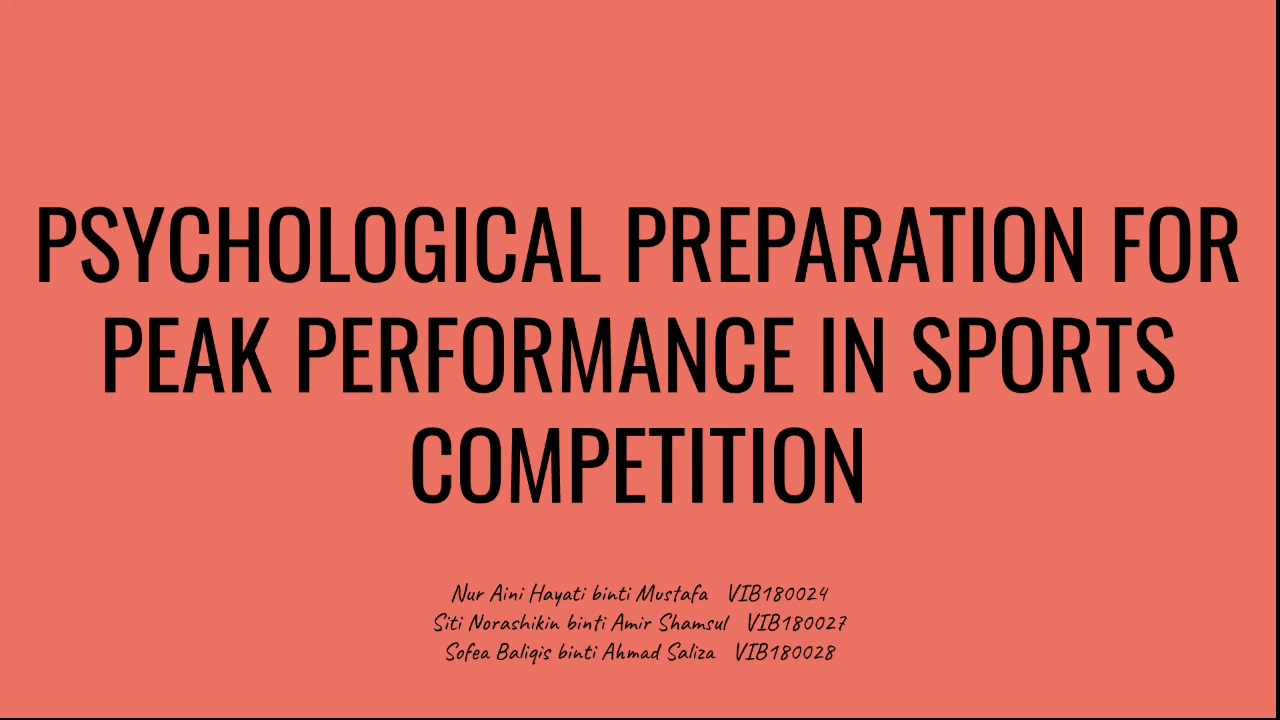 PSYCHOLOGICAL PREPARATION FOR
PEAK PERFORMANCE IN SPORTS
COMPETITION
Nur Aini Hayati binti Mustafa VIB180024
Siti Norashikin binti Amir Shamsul VIB180027
Sofea Baliqis binti Ahmad Saliza VIB180028